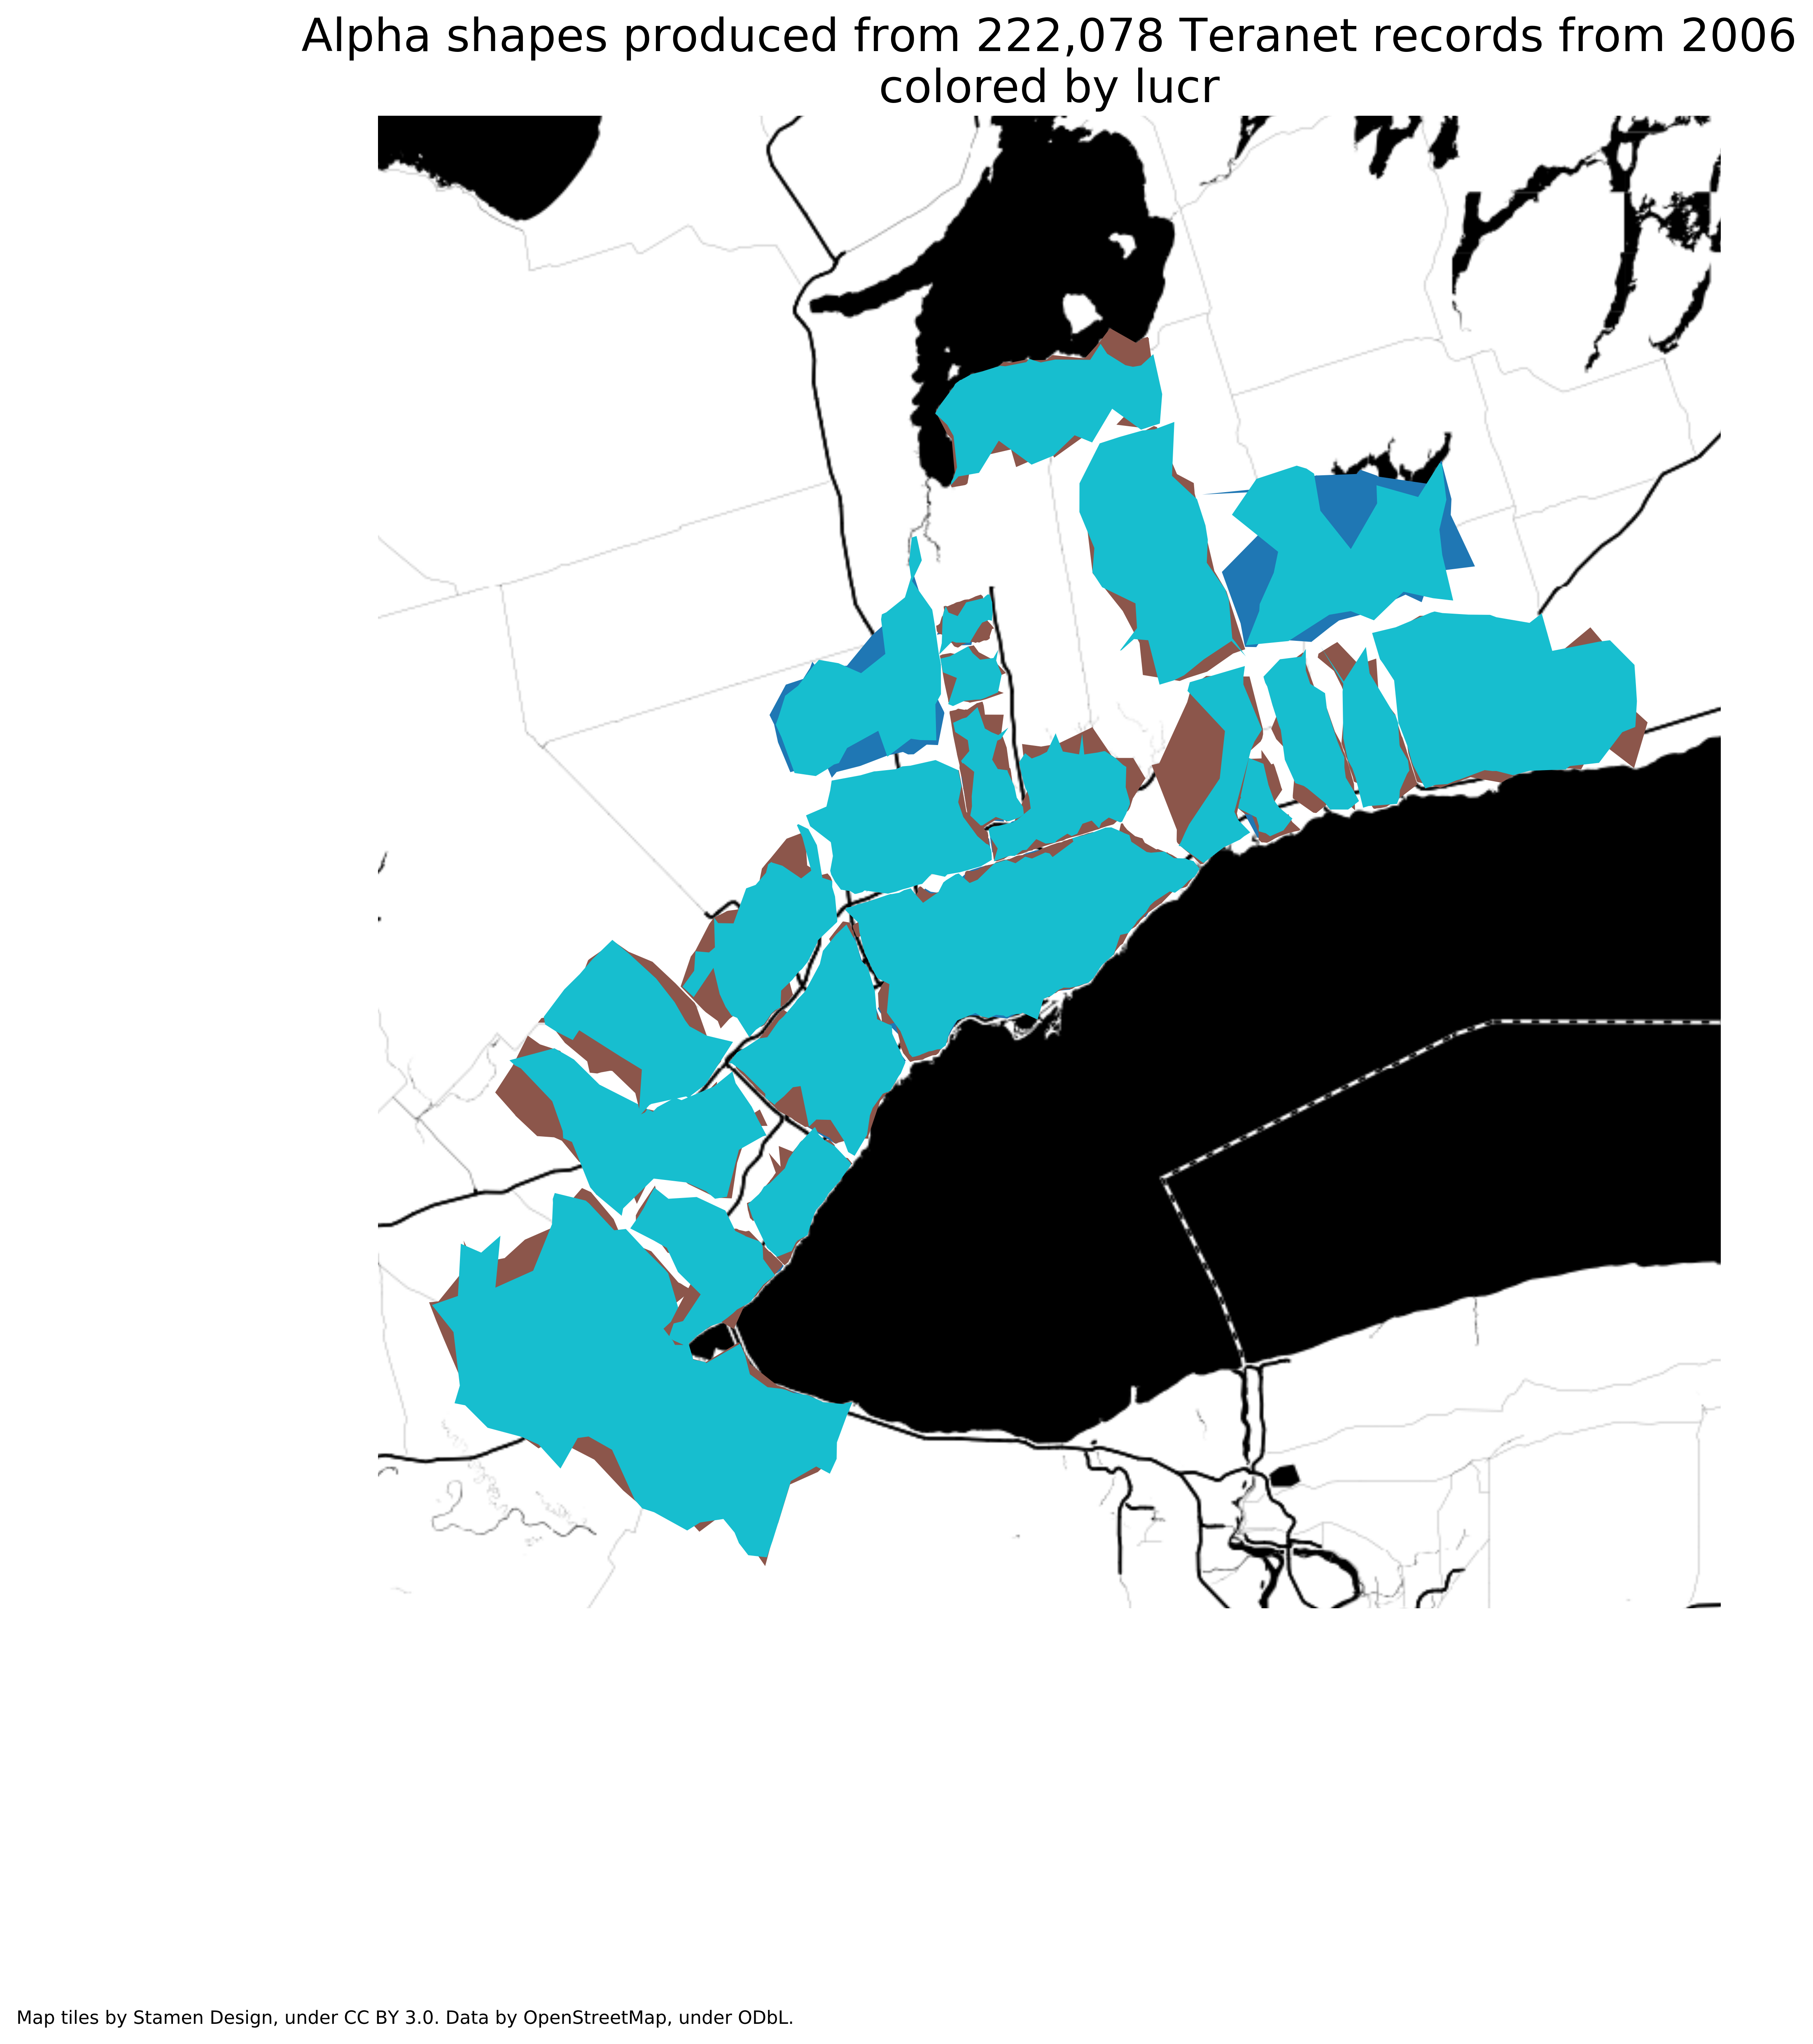 Alpha shapes produced from 222,078 Teranet records from 2006
colored by lucr
Map tiles by Stamen Design, under CC BY 3.0. Data by OpenStreetMap, under ODbL.